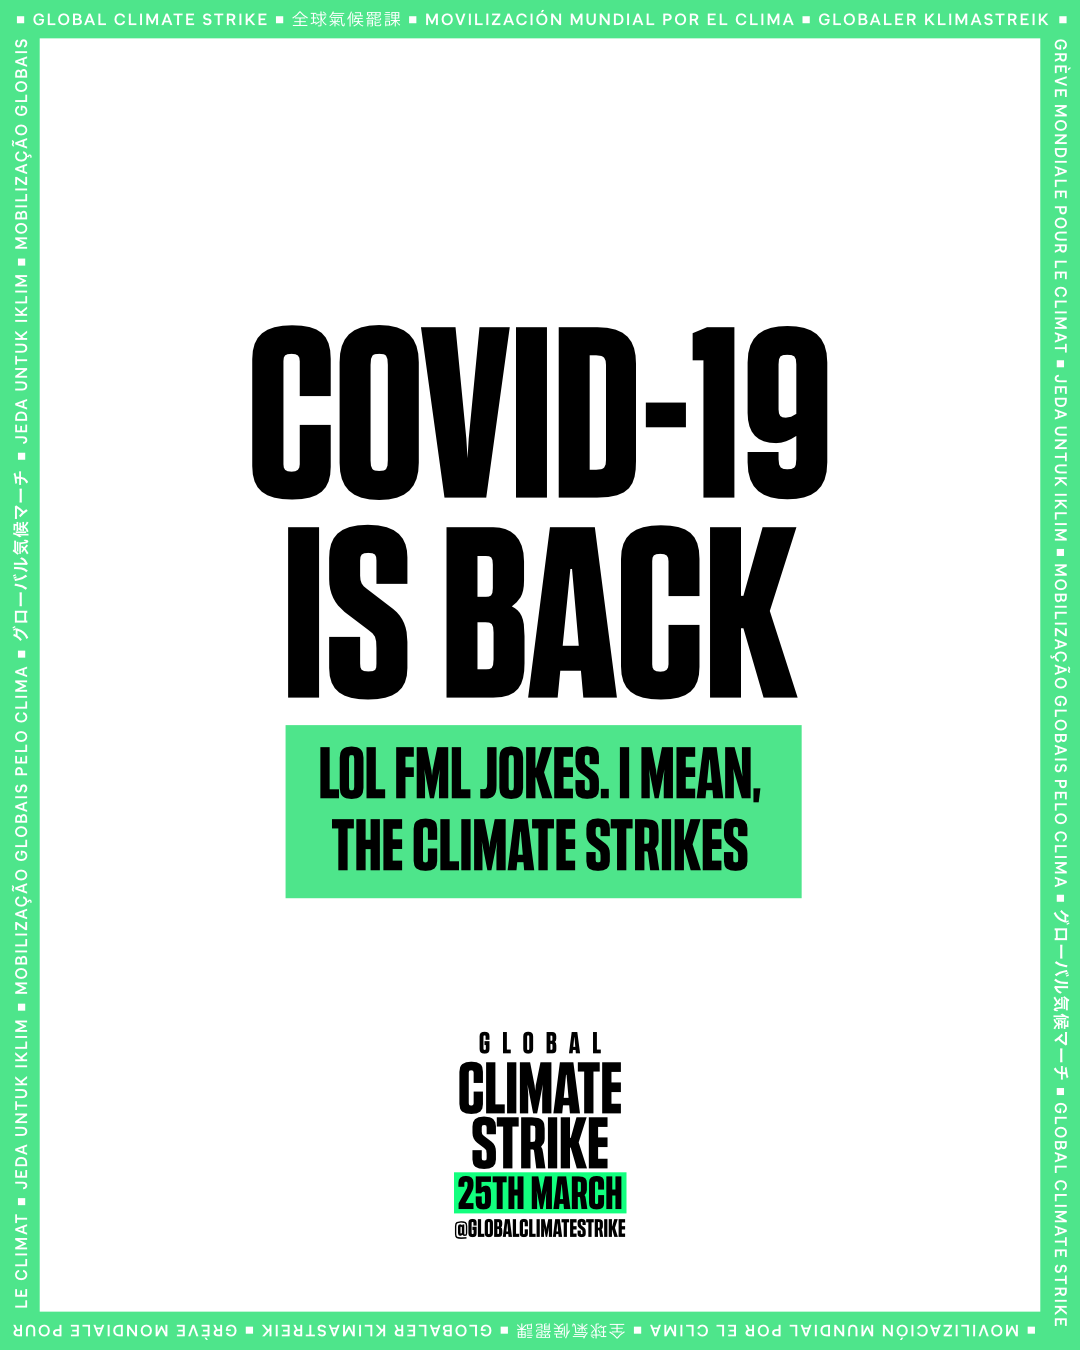 ■ GLOBAL CLIMATE STRIKE ■ 全球氣候罷課 ■ MOVILIZACIÓN MUNDIAL POR EL CLIMA ■ GLOBALER KLIMASTREIK ■
GRÈVE MONDIALE POUR LE CLIMAT ■ JEDA UNTUK IKLIM ■ MOBILIZAÇÃO GLOBAIS PELO CLIMA ■ グローバル気候マーチ ■ GLOBAL CLIMATE STRIKE
COVID-19
IS BACK
LOL FML JOKES. I MEAN,
THE CLIMATE STRIKES
GLOBAL
CLIMATE
STRIKE
25TH MARCH
@GLOBALCLIMATESTRIKE
■ MOVILIZACIÓN MUNDIAL POR EL CLIMA ■ 全球氣候罷課 ■ GLOBALER KLIMASTREIK ■ GRÈVE MONDIALE POUR
LE CLIMAT ■ JEDA UNTUK IKLIM ■ MOBILIZAÇÃO GLOBAIS PELO CLIMA ■ グローバル気候マーチ ■ JEDA UNTUK IKLIM ■ MOBILIZAÇÃO GLOBAIS